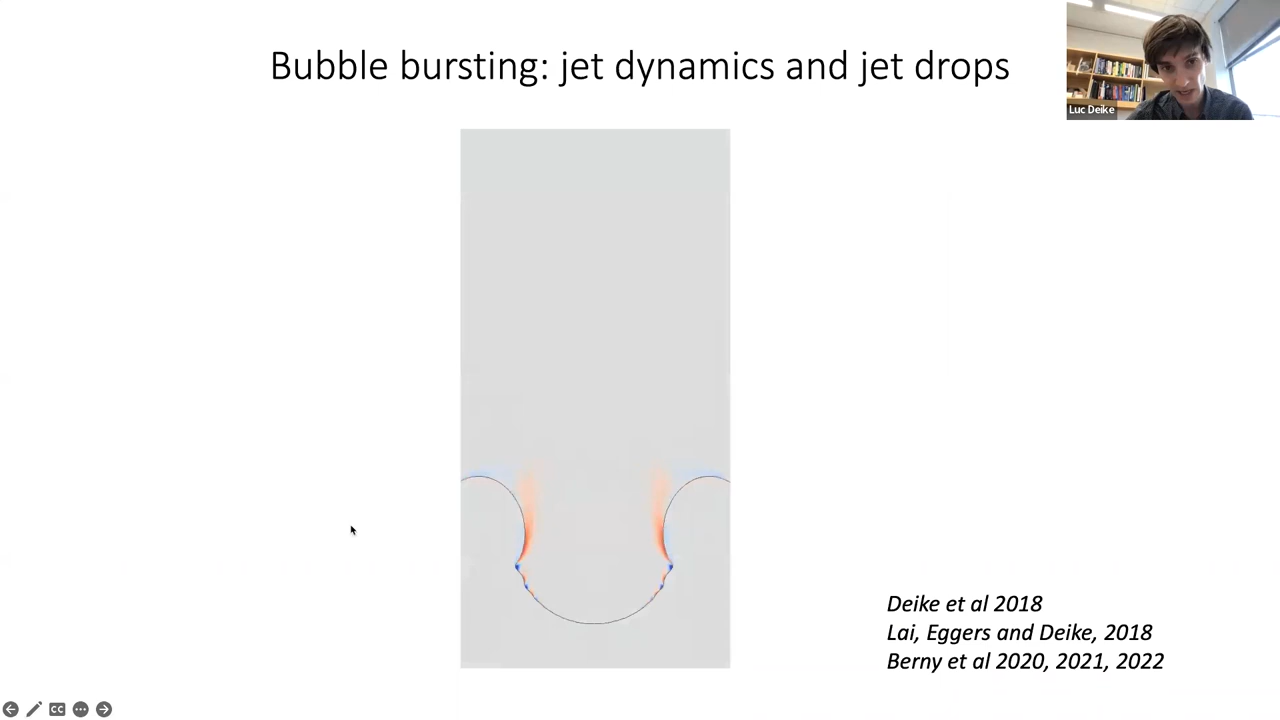 Bubble bursting: jet dynamics and jet drops
Luc Deike
Deike et al 2018
Lai, Eggers and Deike, 2018
Berny et al 2020, 2021, 2022
CC